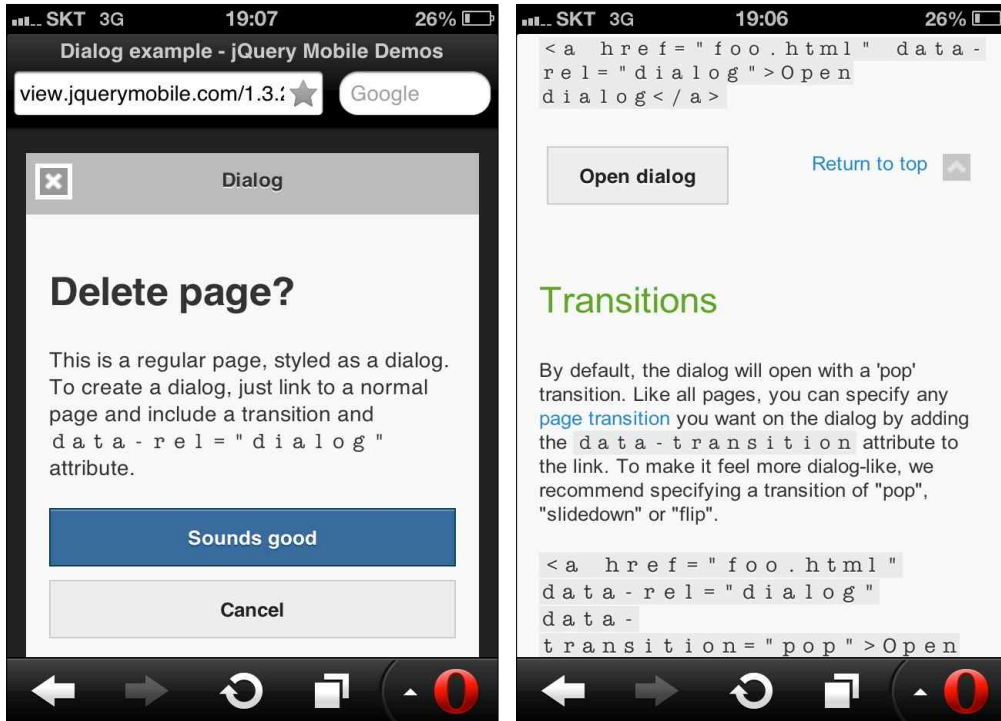 SKT 3G 19:07 26%
Dialog example - jQuery Mobile Demos
view.jquerymobile.com/1.3.2
Google
Dialog
Delete page?
This is a regular page, styled as a dialog.
To create a dialog, just link to a normal
page and include a transition and
data-rel="dialog"
attribute.
Sounds good
Cancel
SKT 3G 19:06 26%
<a href="foo.html" data-
rel="dialog">Open
dialog</a>
Open dialog
Return to top
Transitions
By default, the dialog will open with a 'pop'
transition. Like all pages, you can specify any
page transition you want on the dialog by adding
the data-transition attribute to
the link. To make it feel more dialog-like, we
recommend specifying a transition of "pop",
"slidedown" or "flip".
<a href="foo.html"
data-rel="dialog"
data-
transition="pop">Open